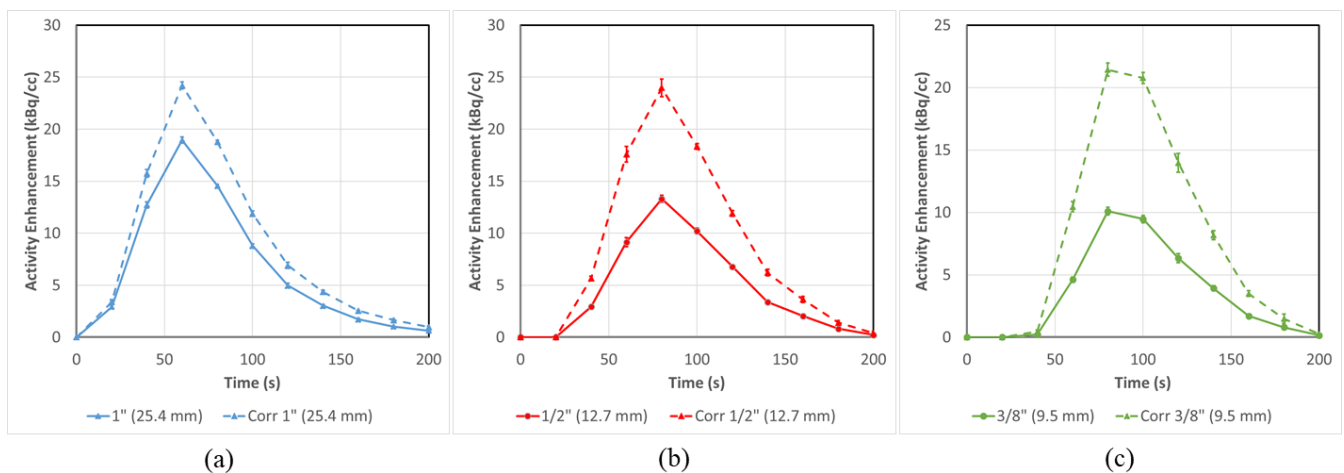 30
25
20
15
10
5
0
Activity Enhancement (kBq/cc)
0 50 100 150 200
Time (s)
1" (25.4 mm) Corr 1" (25.4 mm)
(a)
30
25
20
15
10
5
0
Activity Enhancement (kBq/cc)
0 50 100 150 200
Time (s)
1/2" (12.7 mm) Corr 1/2" (12.7 mm)
(b)
25
20
15
10
5
0
Activity Enhancement (kBq/cc)
0 50 100 150 200
Time (s)
3/8" (9.5 mm) Corr 3/8" (9.5 mm)
(c)